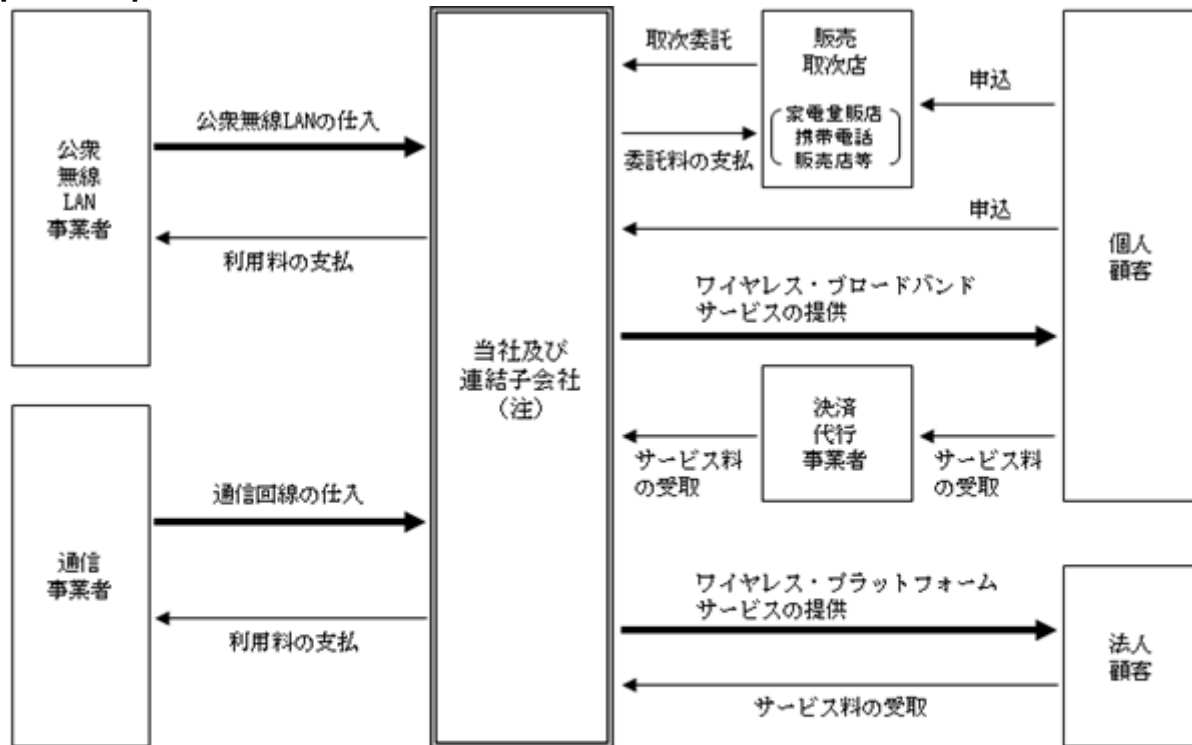 公衆
無線
LAN
事業者
公衆無線LANの仕入
利用料の支払
通信
事業者
通信回線の仕入
利用料の支払
当社及び
連結子会社
（注）
取次委託
委託料の支払
販売
取次店
家電量販店
携帯電話
販売店等
申込
申込
ワイヤレス・ブロードバンド
サービスの提供
決済
代行
事業者
サービス料
の受取
サービス料
の受取
個人
顧客
ワイヤレス・プラットフォーム
サービスの提供
サービス料の受取
法人
顧客